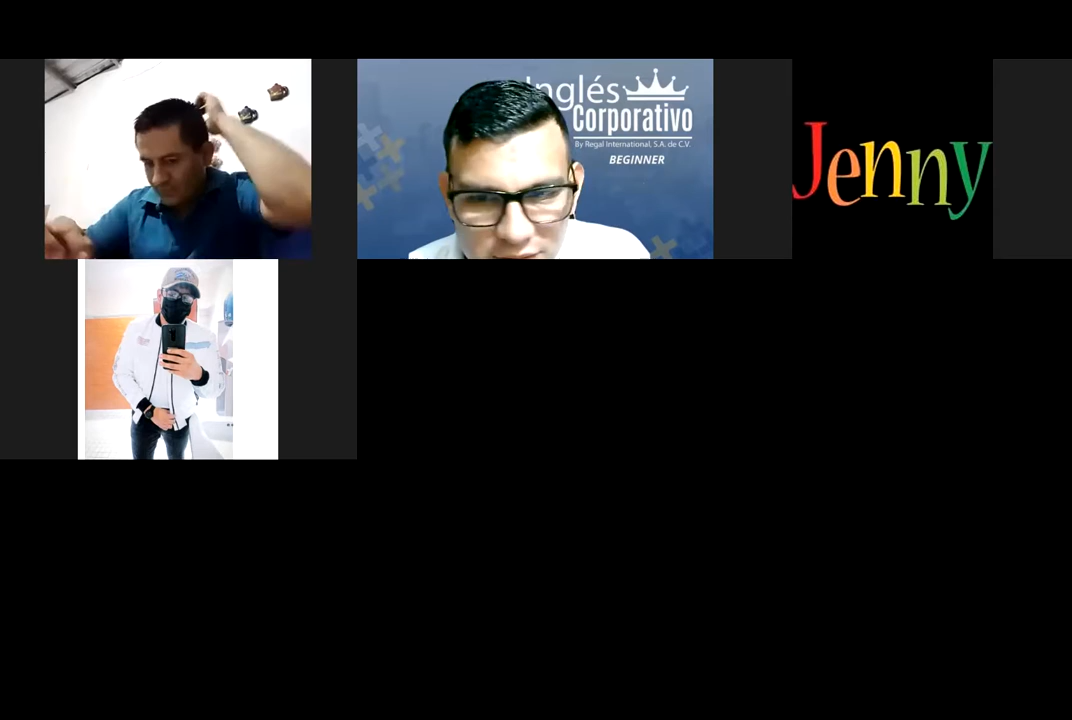 Inglés
Corporativo
By Regal International, S.A. de C.V.
BEGINNER
Jenny